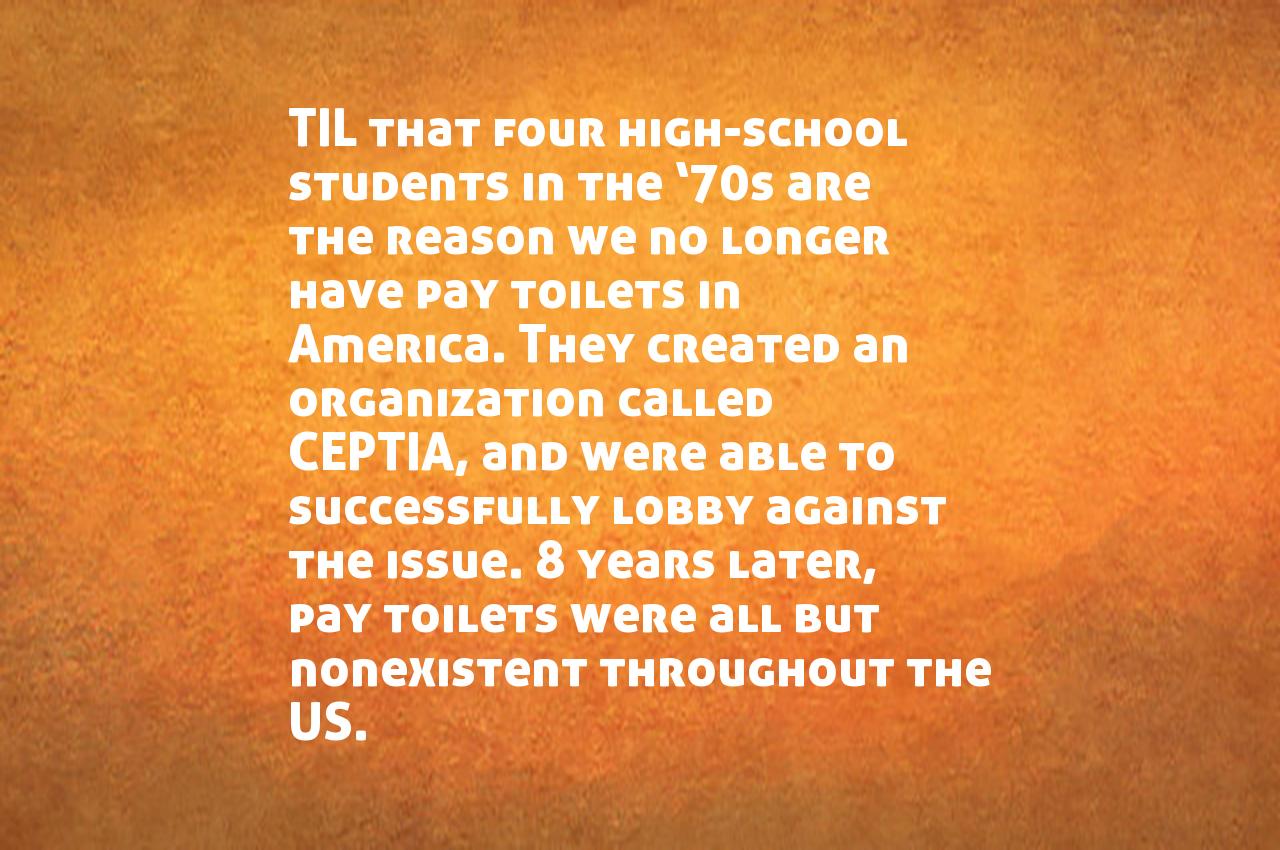 TIL that four high-school
students in the ‘70s are
the reason we no longer
have pay toilets in
America. They created an
organization called
CEPTIA, and were able to
successfully lobby against
the issue. 8 years later,
pay toilets were all but
nonexistent throughout the
US.